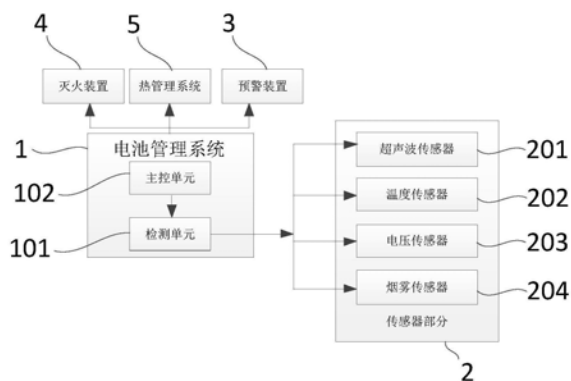 4
5
3
灭火装置
热管理系统
预警装置
1
电池管理系统
102
主控单元
101
检测单元
超声波传感器
201
温度传感器
202
电压传感器
203
烟雾传感器
204
传感器部分
2